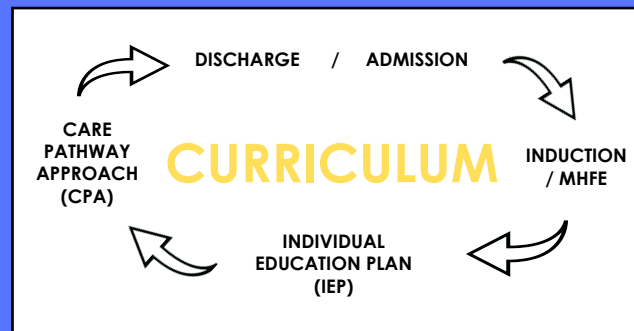 DISCHARGE / ADMISSION
CARE
PATHWAY
APPROACH
(CPA)
CURRICULUM
INDUCTION
/ MHFE
INDIVIDUAL
EDUCATION PLAN
(IEP)